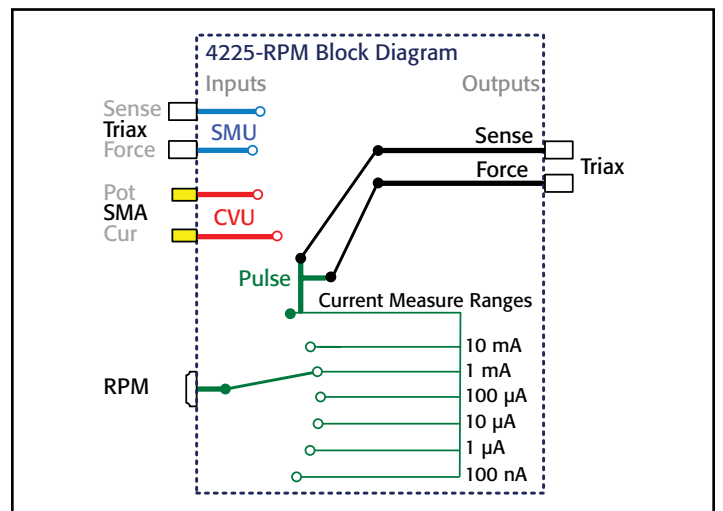 4225-RPM Block Diagram
Inputs
Outputs
Sense
Triax
Force
SMU
Pot
SMA
Cur
CVU
Sense
Force
Triax
Pulse
Current Measure Ranges
10 mA
1 mA
100 µA
10 µA
1 µA
100 nA
RPM